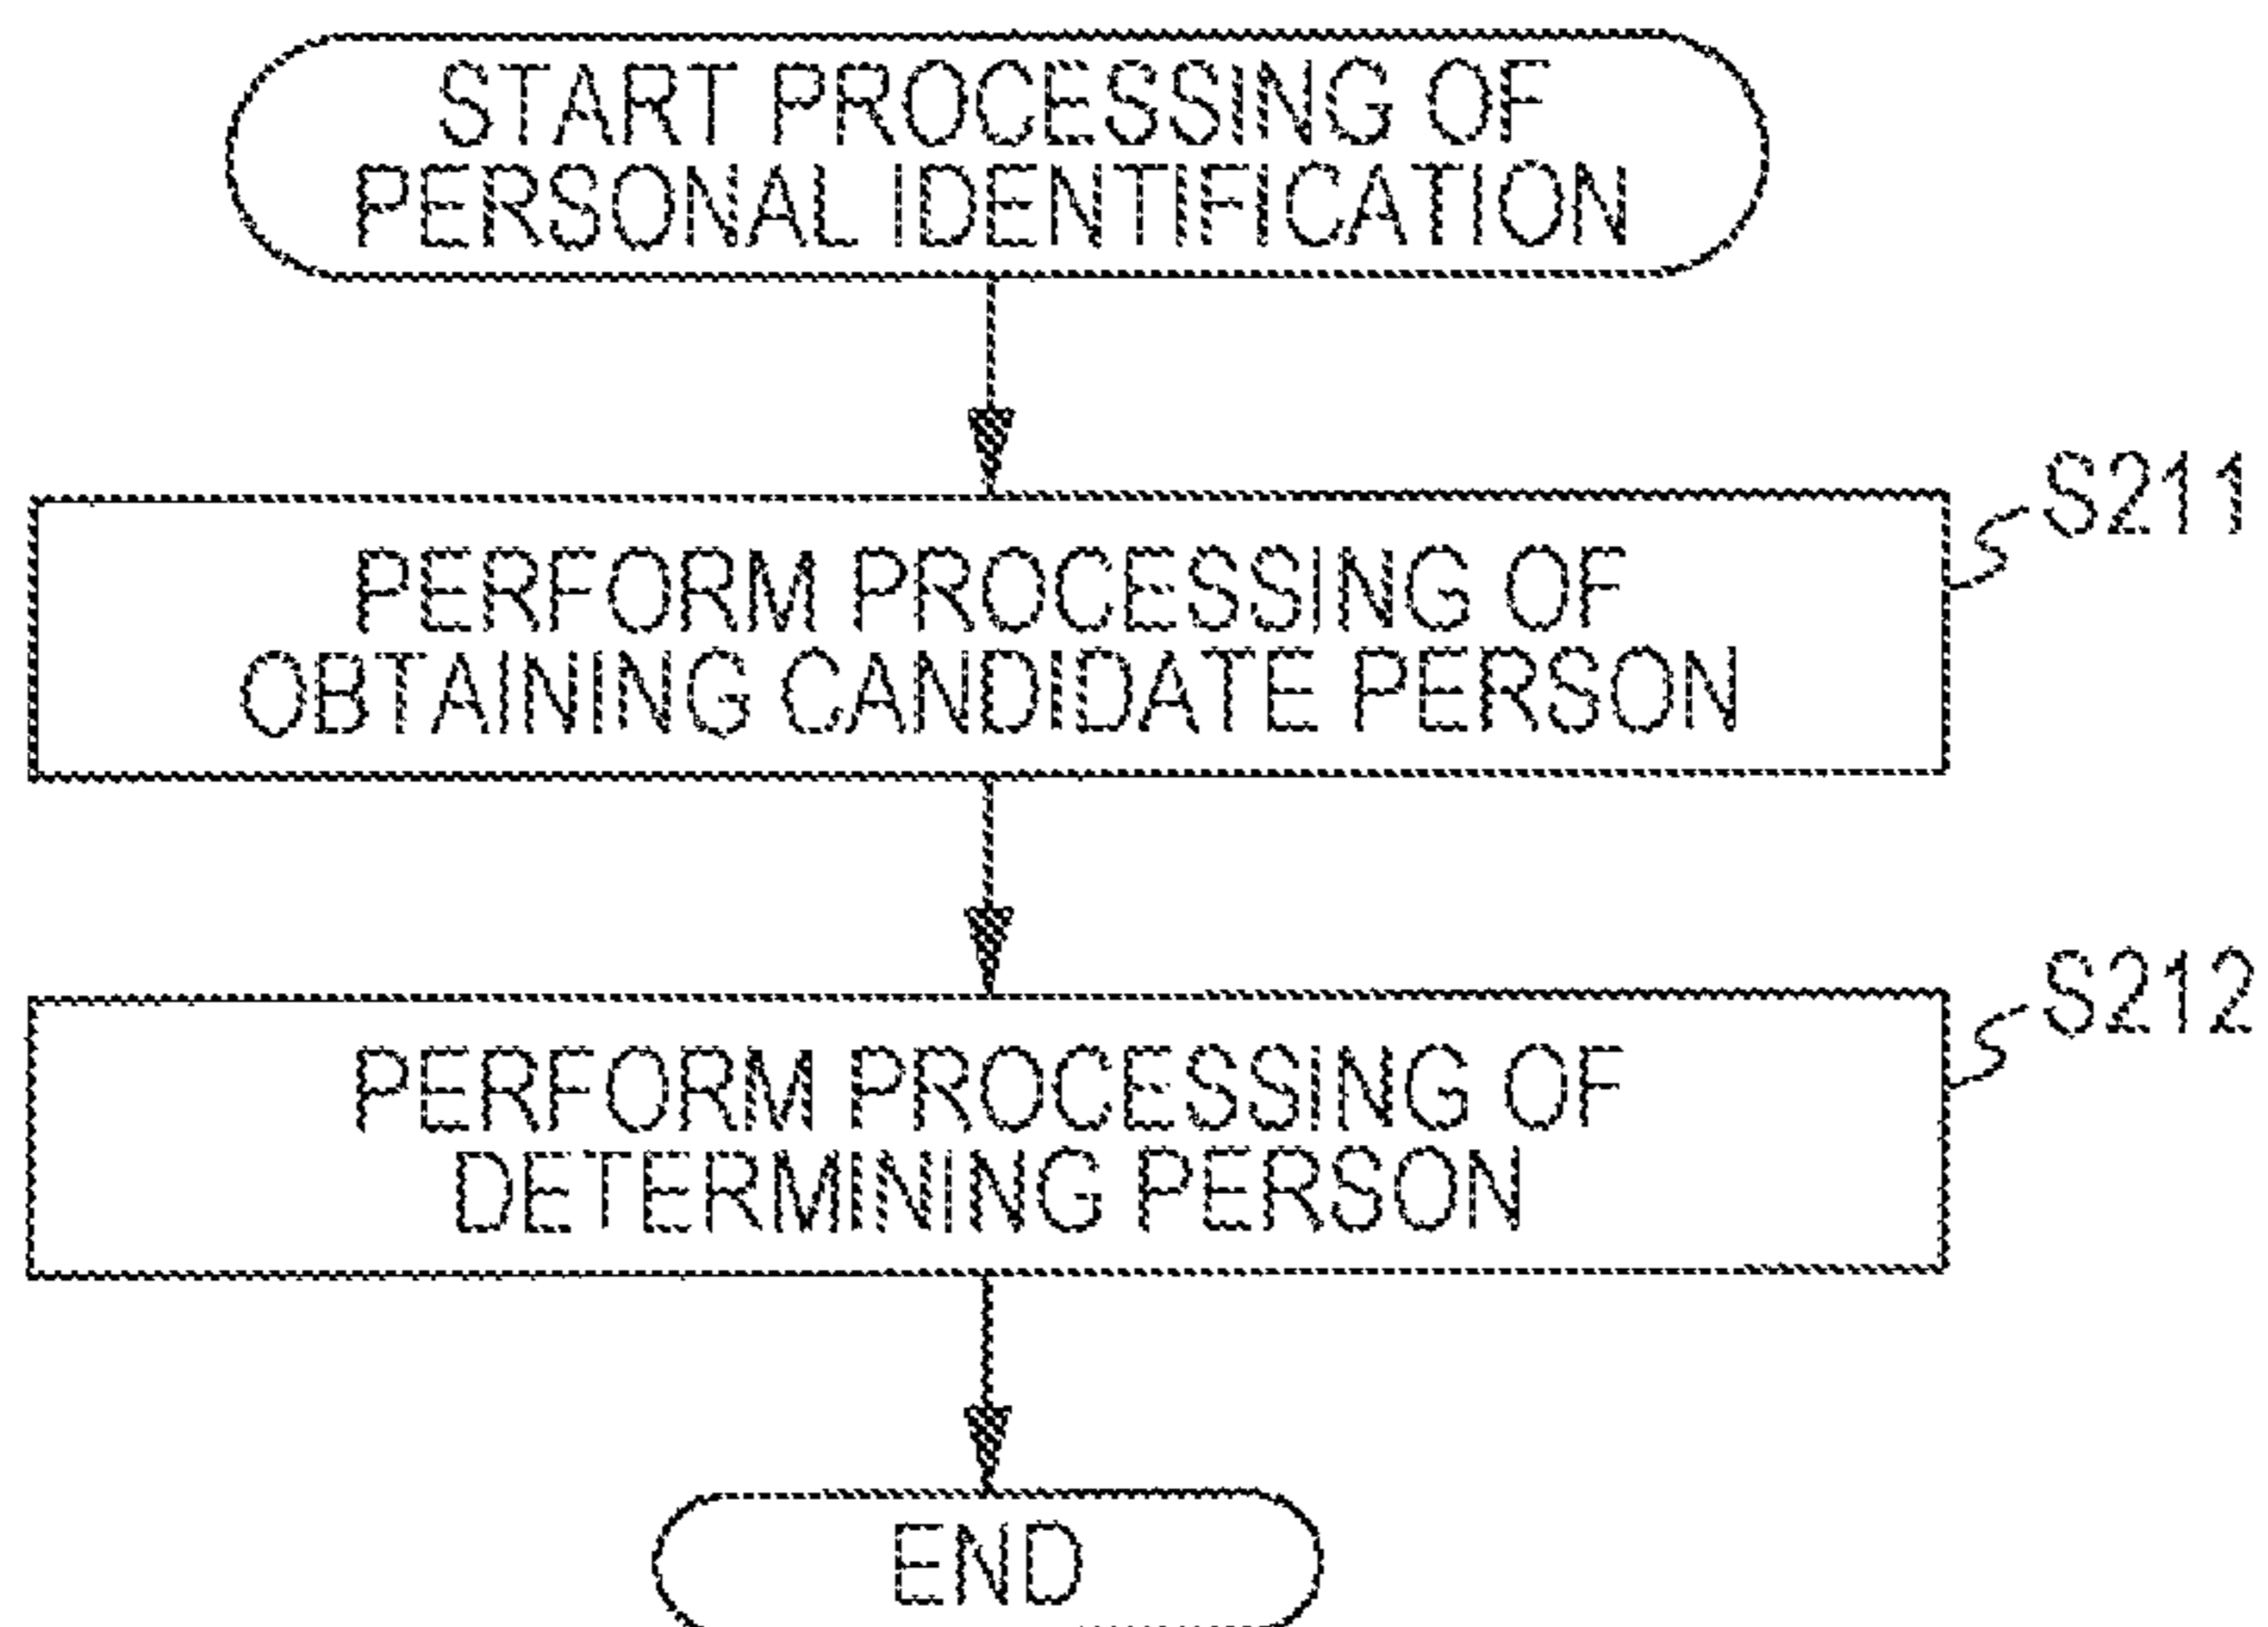 START PROCESSING OF
PERSONAL IDENTIFICATION
S211
PERFORM PROCESSING OF
OBTAINING CANDIDATE PERSON
S212
PERFORM PROCESSING OF
DETERMINING PERSON
END